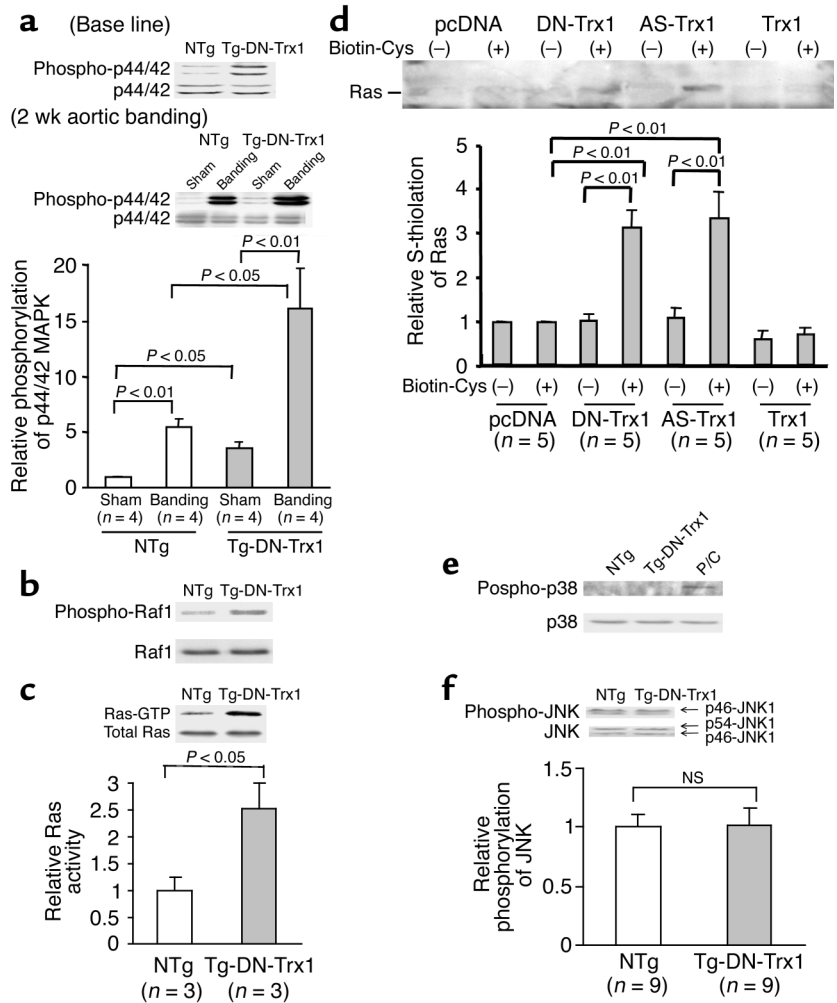 a (Base line)
NTg Tg-DN-Trx1
Phospho-p44/42
p44/42
(2 wk aortic banding)
NTg Tg-DN-Trx1
Sham Banding Sham Banding
Phospho-p44/42
p44/42
P < 0.01
P < 0.05
P < 0.05
P < 0.01
Relative phosphorylation
of p44/42 MAPK
20
15
10
5
0
Sham Banding Sham Banding
(n = 4) (n = 4) (n = 4) (n = 4)
NTg Tg-DN-Trx1
b
NTg Tg-DN-Trx1
Phospho-Raf1
Raf1
c
NTg Tg-DN-Trx1
Ras-GTP
Total Ras
P < 0.05
Relative Ras
activity
3
2.5
2
1.5
1
0.5
0
NTg Tg-DN-Trx1
(n = 3) (n = 3)
d
pcDNA DN-Trx1 AS-Trx1 Trx1
Biotin-Cys (–) (+) (–) (+) (–) (+) (–) (+)
Ras
P < 0.01
P < 0.01
P < 0.01 P < 0.01
Relative S-thiolation
of Ras
5
4
3
2
1
0
Biotin-Cys (–) (+) (–) (+) (–) (+) (–) (+)
pcDNA DN-Trx1 AS-Trx1 Trx1
(n = 5) (n = 5) (n = 5) (n = 5)
e
NTg Tg-DN-Trx1 P/C
Pospho-p38
p38
f
NTg Tg-DN-Trx1
Phospho-JNK p46-JNK1
JNK p54-JNK1
p46-JNK1
NS
Relative
phosphorylation
of JNK
1.5
1
0.5
0
NTg Tg-DN-Trx1
(n = 9) (n = 9)